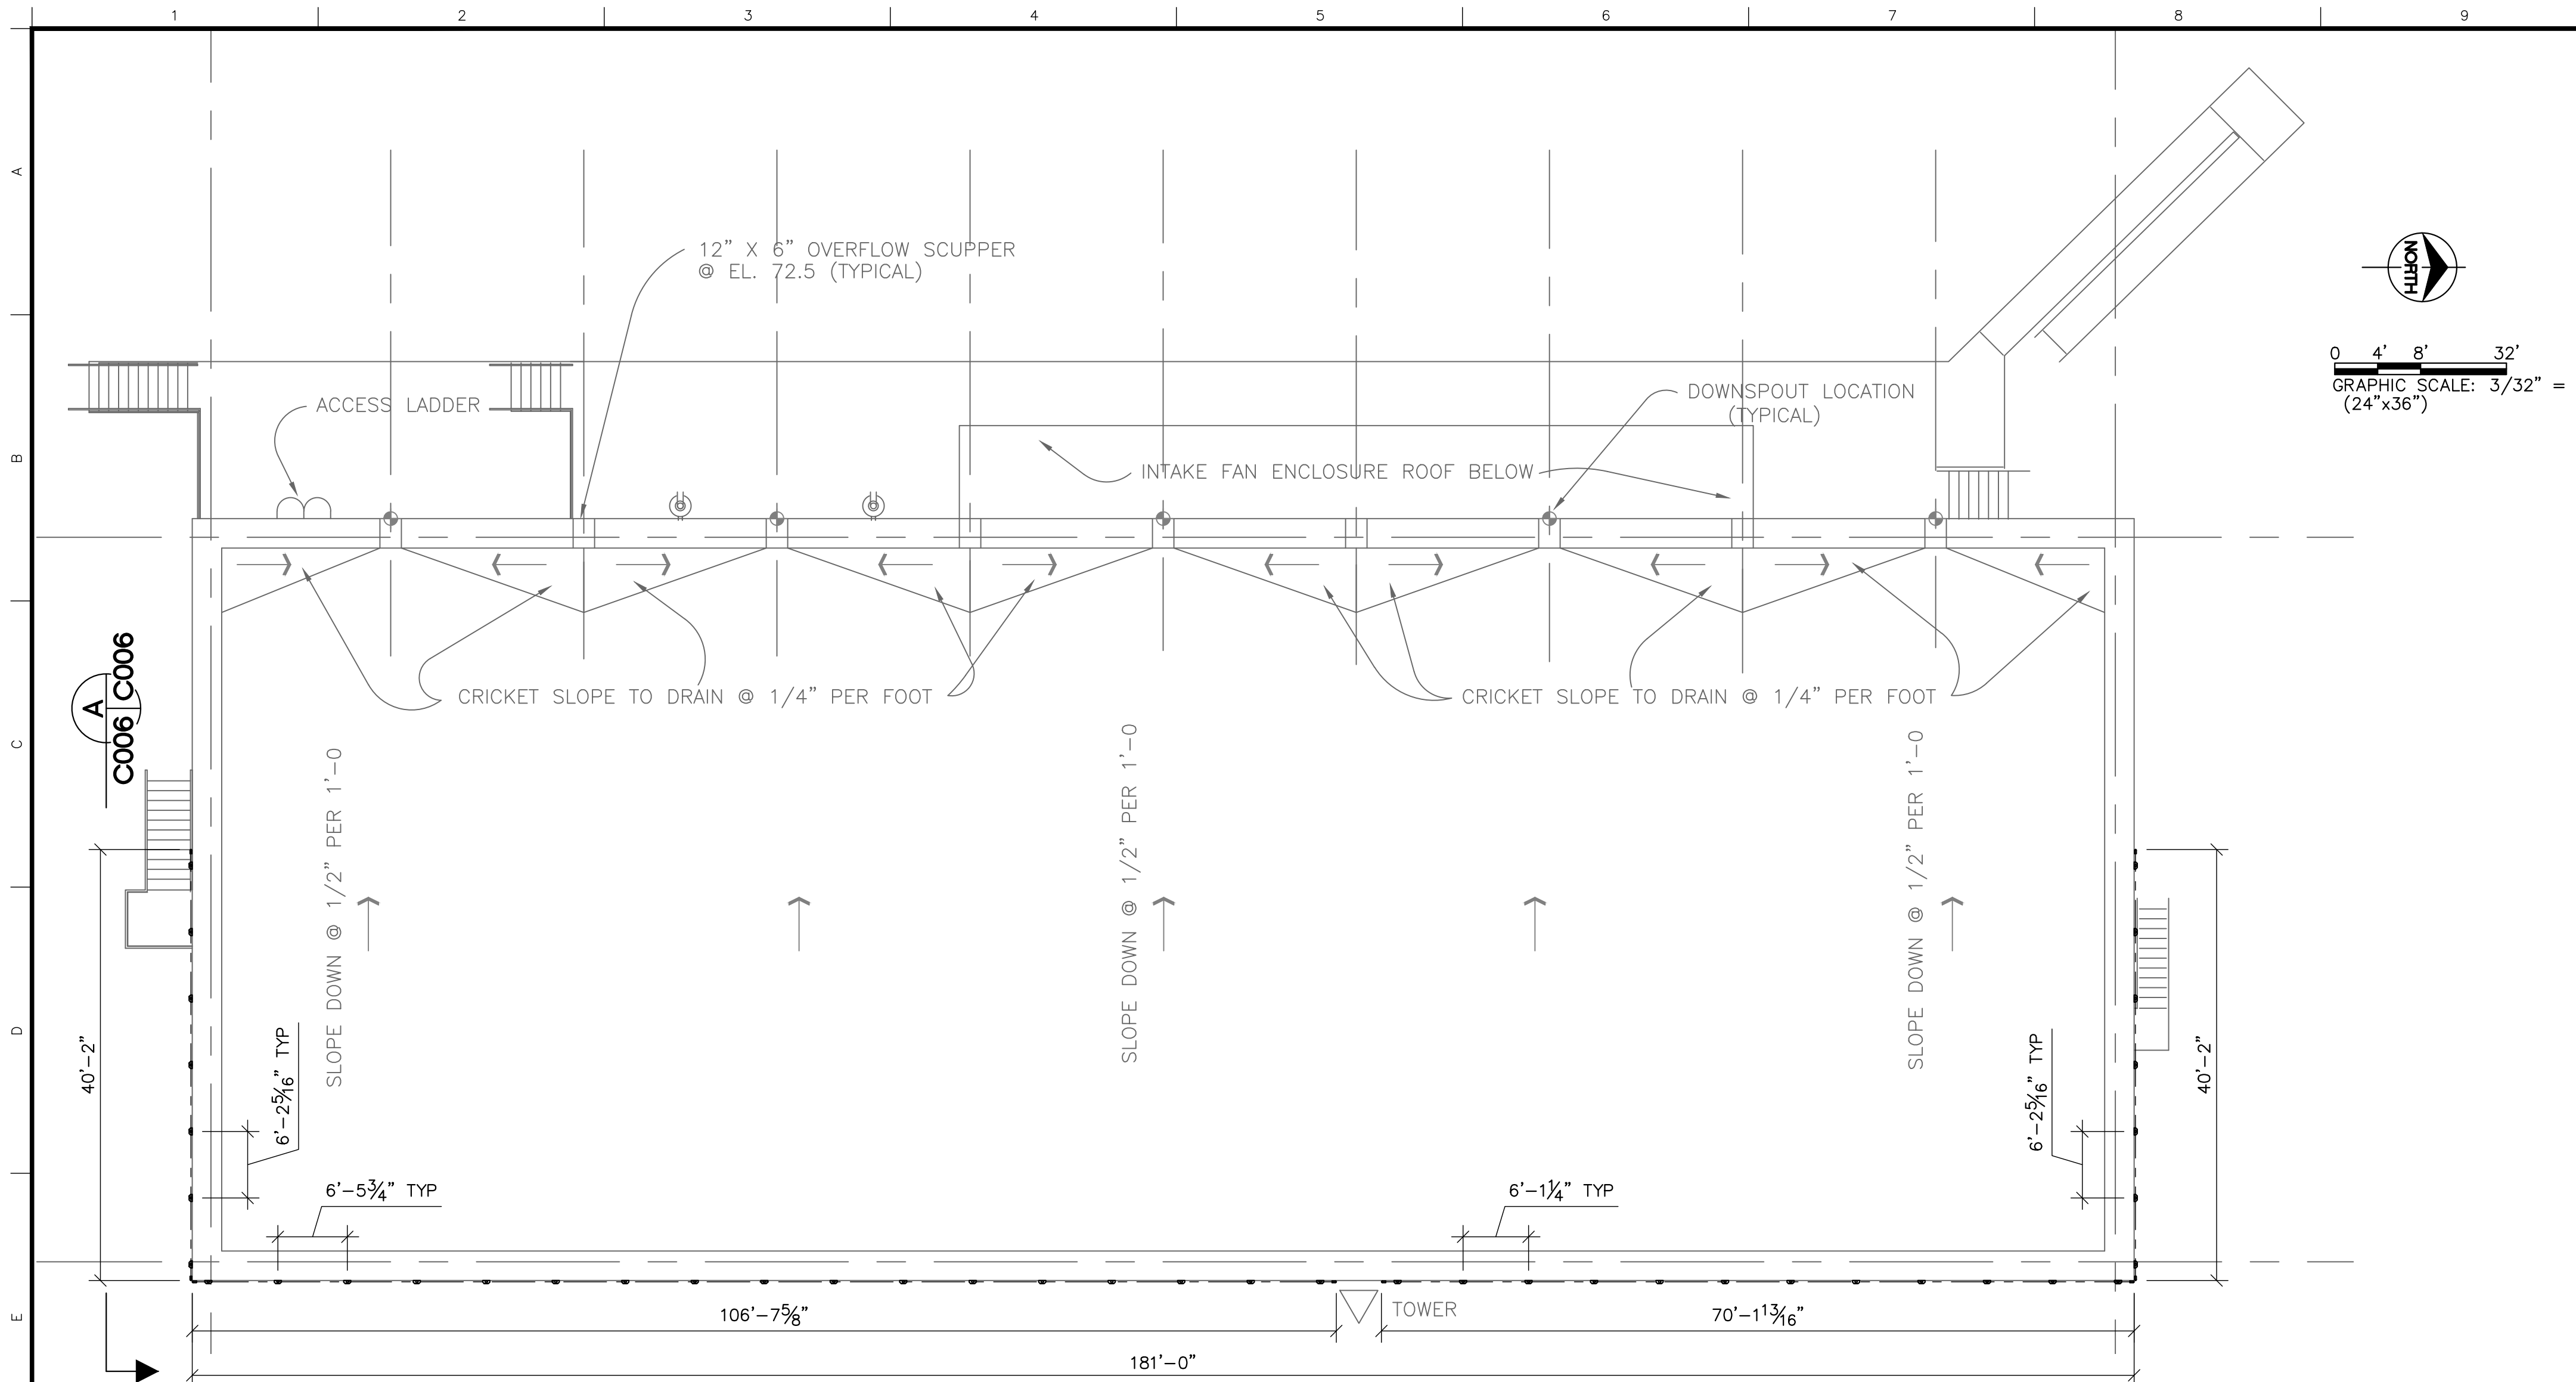 1 2 3 4 5 6 7 8 9
A
B
C
D
E
12" X 6" OVERFLOW SCUPPER
@ EL. 72.5 (TYPICAL)
NORTH
0 4' 8' 32'
GRAPHIC SCALE: 3/32" =
(24"x36")
ACCESS LADDER
DOWNSPOUT LOCATION
(TYPICAL)
INTAKE FAN ENCLOSURE ROOF BELOW
A
C006 C006
CRICKET SLOPE TO DRAIN @ 1/4" PER FOOT
CRICKET SLOPE TO DRAIN @ 1/4" PER FOOT
SLOPE DOWN @ 1/2" PER 1'-0
SLOPE DOWN @ 1/2" PER 1'-0
SLOPE DOWN @ 1/2" PER 1'-0
40'-2"
6'-2 5/16" TYP
6'-2 5/16" TYP
40'-2"
6'-5 3/4" TYP
6'-1 1/4" TYP
106'-7 5/8"
TOWER
70'-1 13/16"
181'-0"